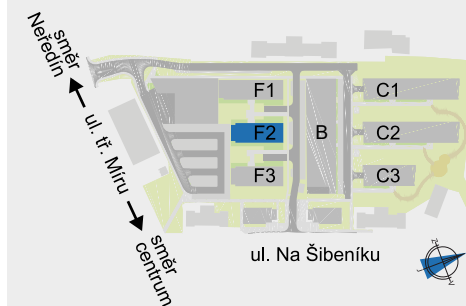 směr
Neředín
ul. tř. Míru
směr
centrum
F1
F2
F3
B
C1
C2
C3
ul. Na Šibeníku